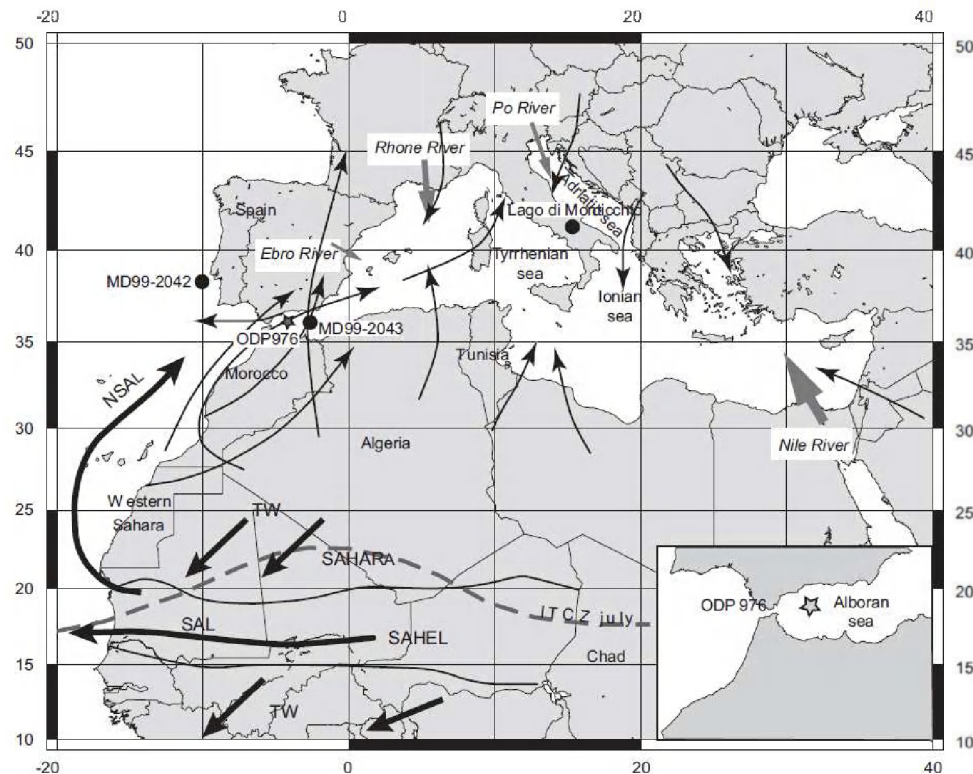 -20 0 20 40
50 50
Po River
45 45
Rhone River
Adriatic sea
Spain
Lago di Monticchio
40 40
Ebro River
Tyrrhenian
sea
MD99-2042
Ionian
sea
ODP976
MD99-2043
35 35
Tunisia
Morocco
NSAL
30 30
Algeria
Nile River
Western
Sahara
25 25
TW
SAHARA
20 20
ITCZ july
SAL
SAHEL
Chad
15 15
TW
10 10
ODP 976
Alboran
sea
-20 0 20 40